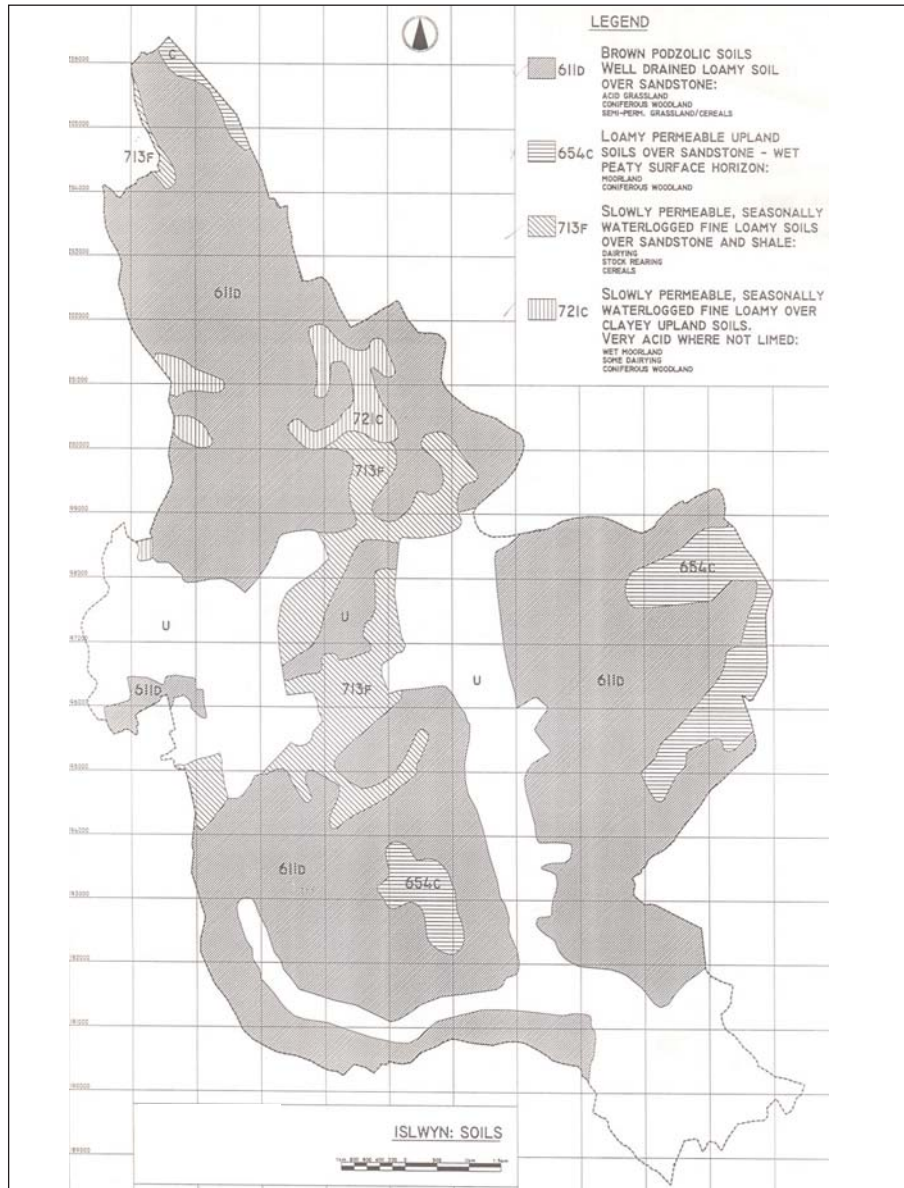 LEGEND
611D
BROWN PODZOLIC SOILS
WELL DRAINED LOAMY SOIL
OVER SANDSTONE:
ACID GRASSLAND
CONIFEROUS WOODLAND
SEMI-PERM. GRASSLAND/CEREALS
654C
LOAMY PERMEABLE UPLAND
SOILS OVER SANDSTONE - WET
PEATY SURFACE HORIZON:
MOORLAND
CONIFEROUS WOODLAND
713F
SLOWLY PERMEABLE, SEASONALLY
WATERLOGGED FINE LOAMY SOILS
OVER SANDSTONE AND SHALE:
DAIRYING
STOCK REARING
CEREALS
721C
SLOWLY PERMEABLE, SEASONALLY
WATERLOGGED FINE LOAMY OVER
CLAYEY UPLAND SOILS.
VERY ACID WHERE NOT LIMED:
WET MOORLAND
SOME DAIRYING
CONIFEROUS WOODLAND
C
713F
611D
721C
713F
654C
U
U
U
611D
611D
713F
611D
654C
ISLWYN: SOILS